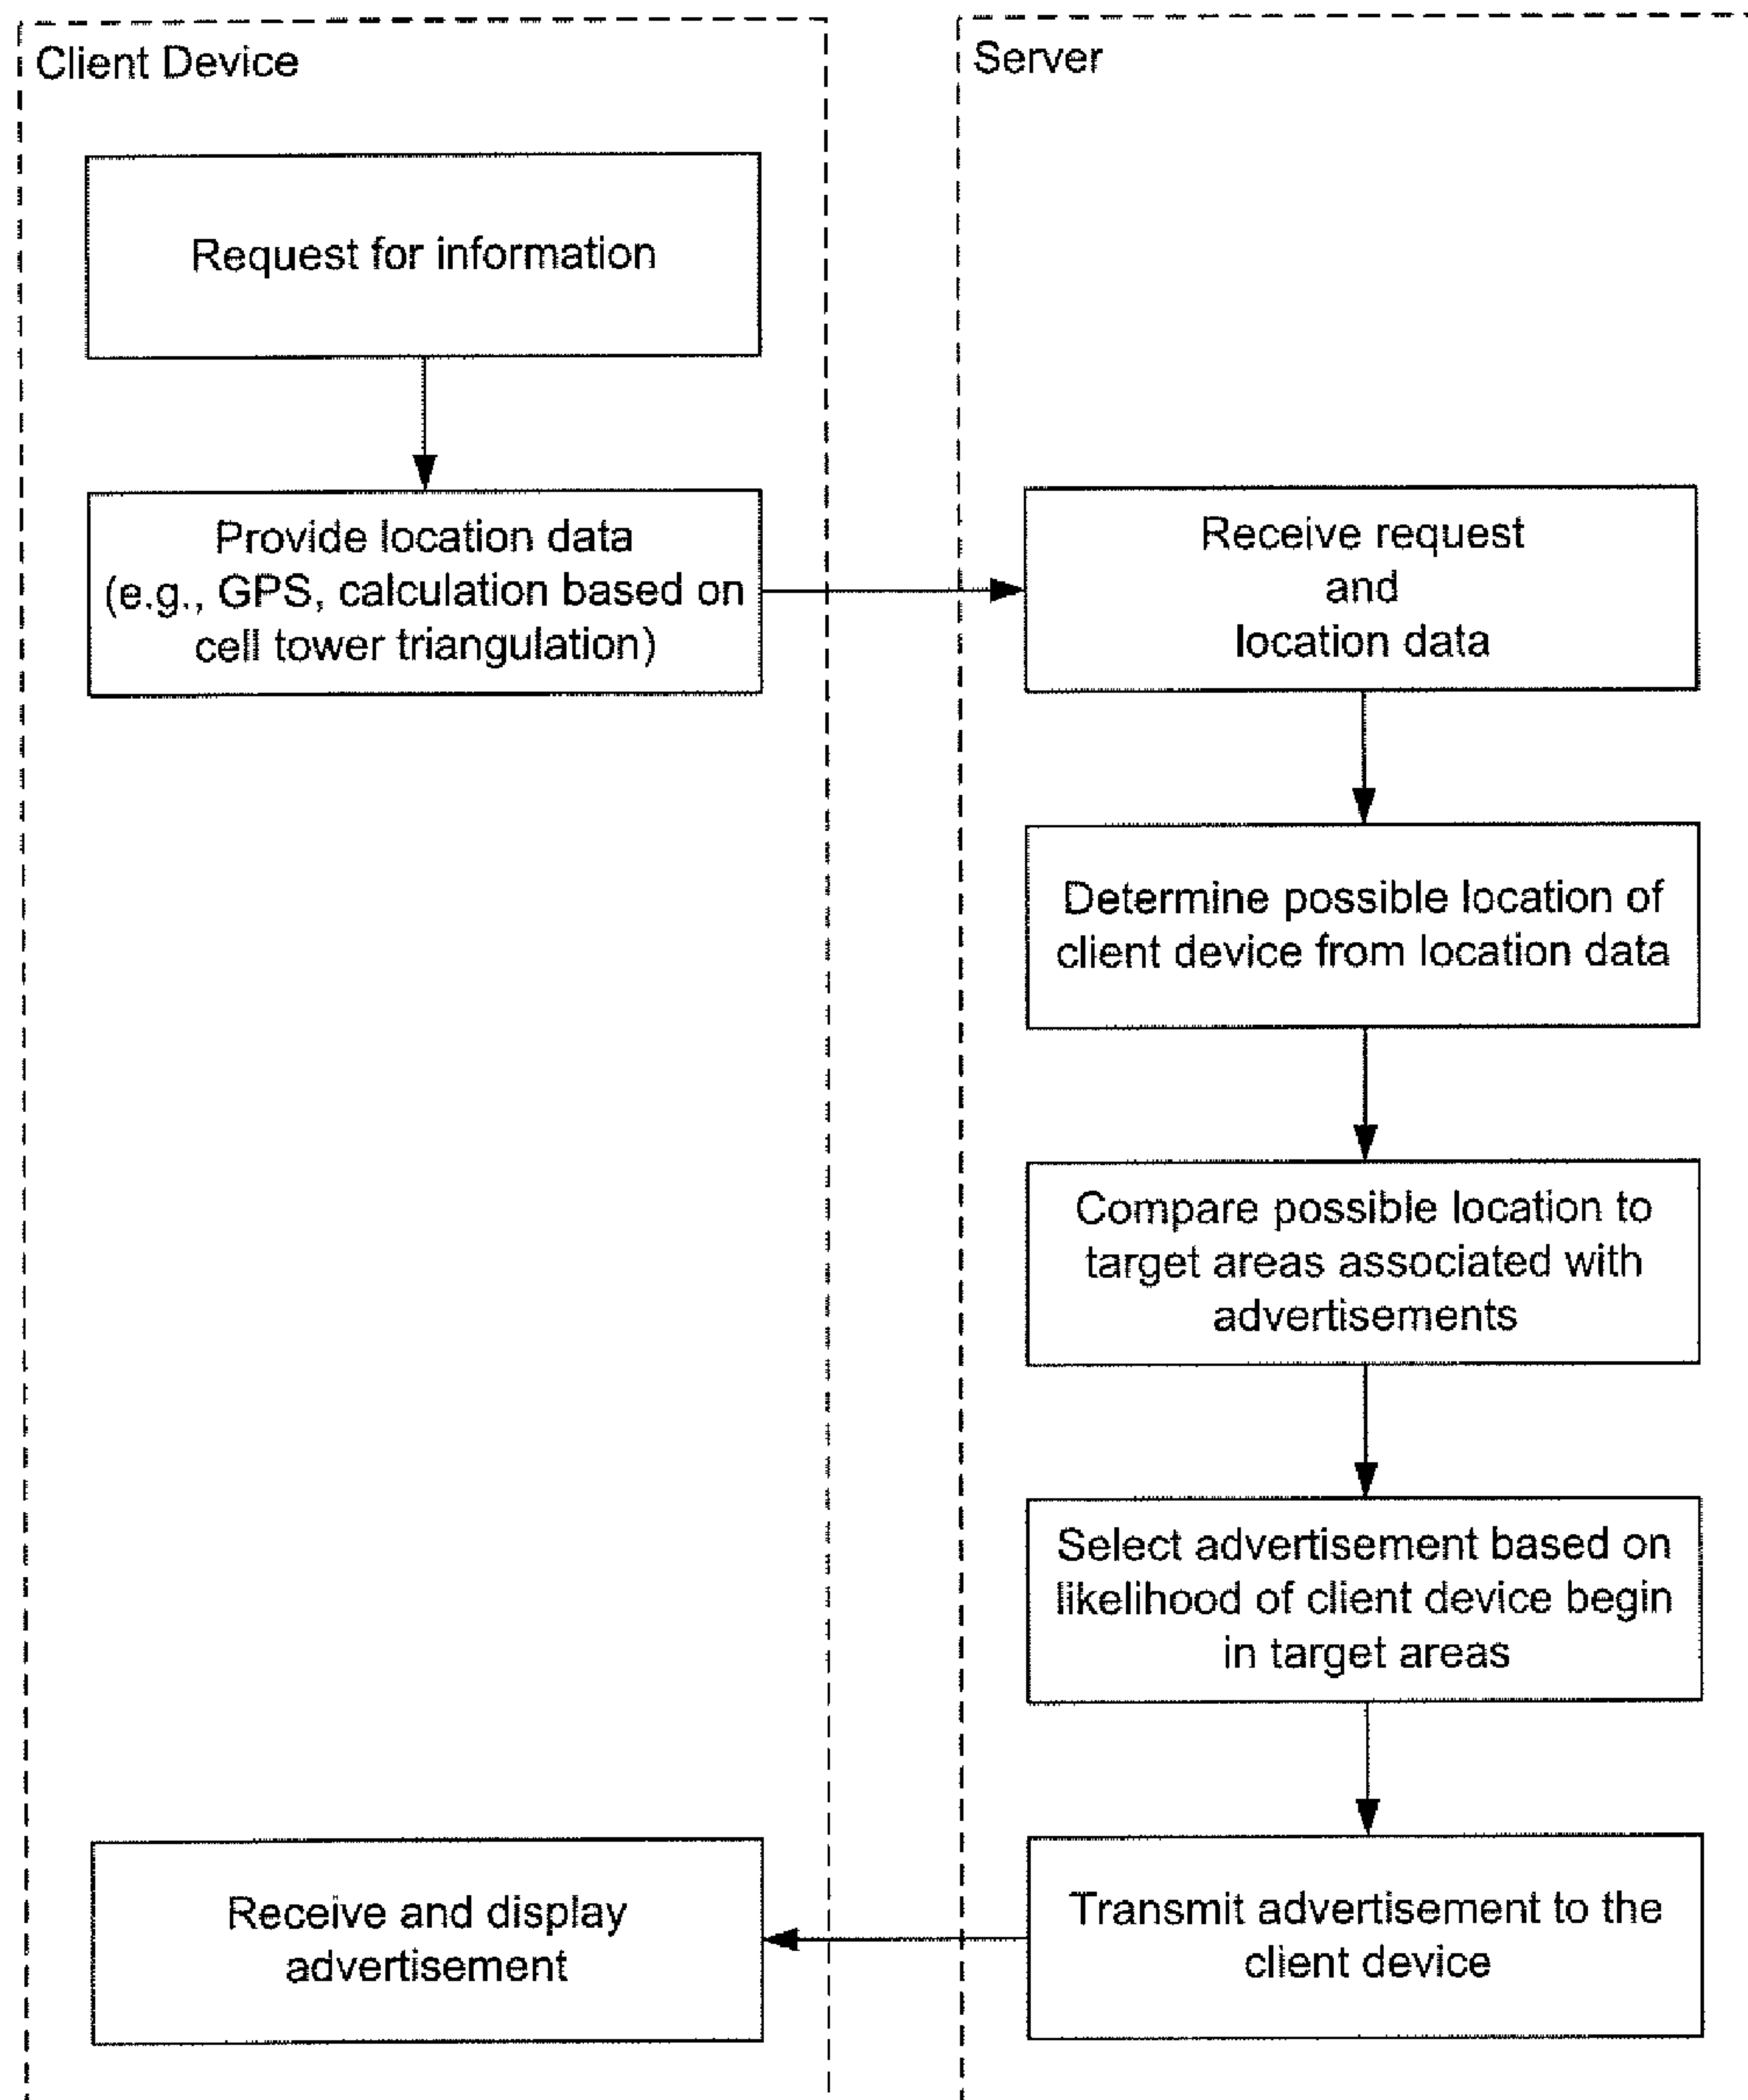 Client Device
Request for information
Provide location data
(e.g., GPS, calculation based on
cell tower triangulation)
Receive and display
advertisement
Server
Receive request
and
location data
Determine possible location of
client device from location data
Compare possible location to
target areas associated with
advertisements
Select advertisement based on
likelihood of client device begin
in target areas
Transmit advertisement to the
client device